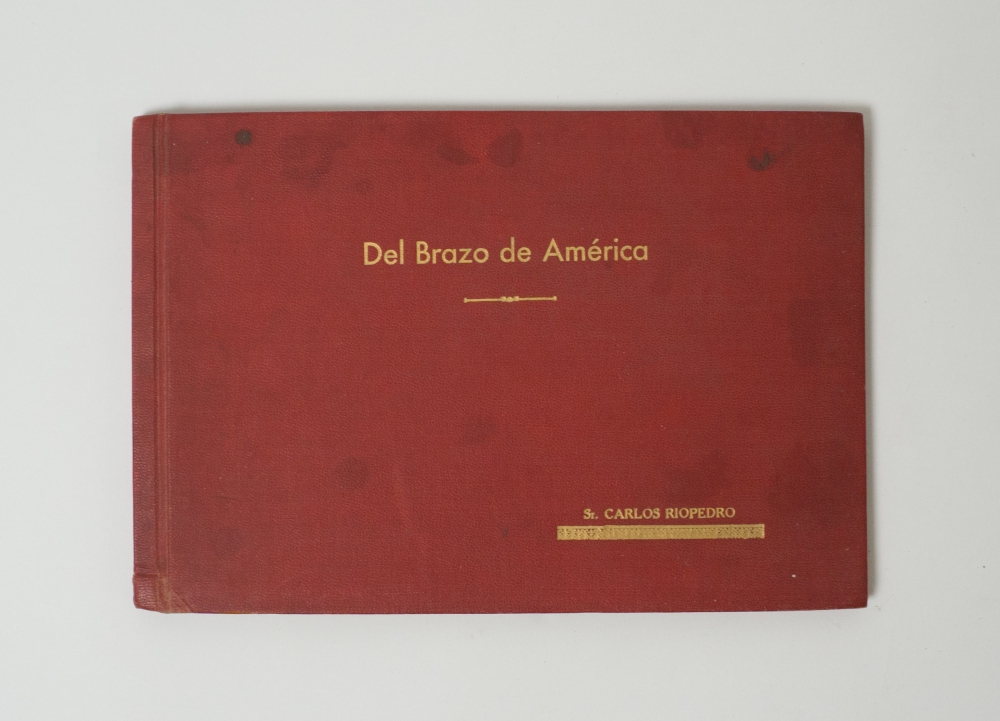 Del Brazo de América
Sr. CARLOS RIOPEDRO